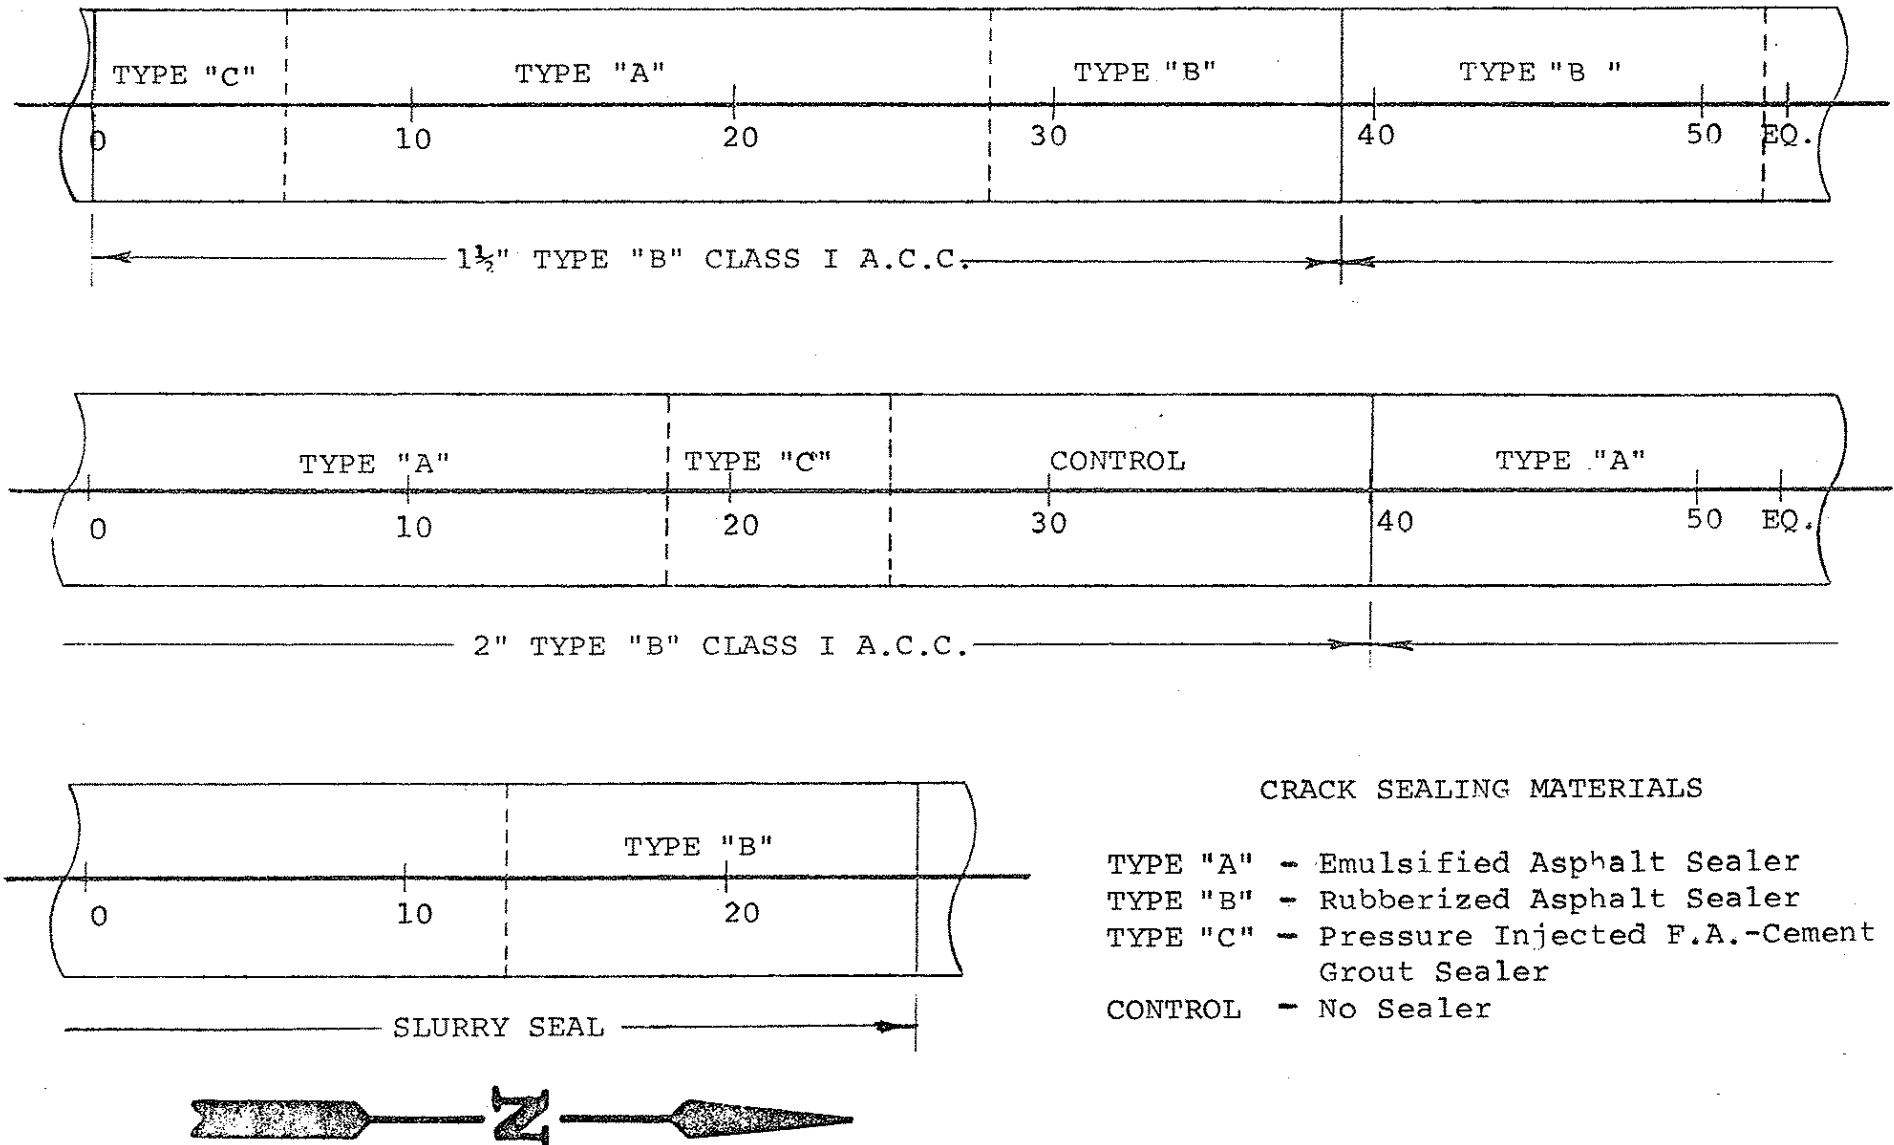 TYPE "C" TYPE "A" TYPE "B" TYPE "B "
0 10 20 30 40 50 EQ.
1½" TYPE "B" CLASS I A.C.C.
TYPE "A" TYPE "C" CONTROL TYPE "A"
0 10 20 30 40 50 EQ.
2" TYPE "B" CLASS I A.C.C.
TYPE "B"
0 10 20
SLURRY SEAL
N
CRACK SEALING MATERIALS
TYPE "A" - Emulsified Asphalt Sealer
TYPE "B" - Rubberized Asphalt Sealer
TYPE "C" - Pressure Injected F.A.-Cement
Grout Sealer
CONTROL - No Sealer